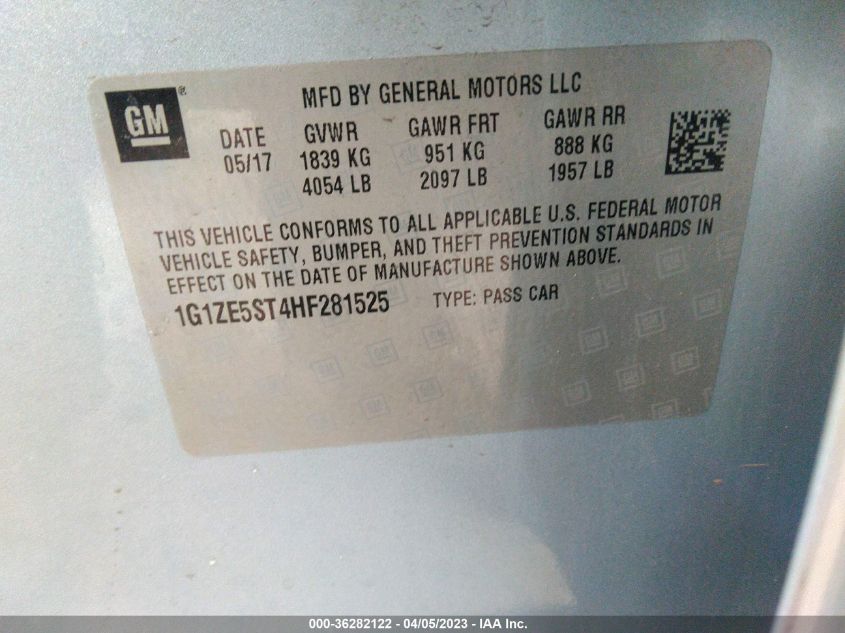 GM®
MFD BY GENERAL MOTORS LLC
DATE GVWR GAWR FRT GAWR RR
05/17 1839 KG 951 KG 888 KG
4054 LB 2097 LB 1957 LB
THIS VEHICLE CONFORMS TO ALL APPLICABLE U.S. FEDERAL MOTOR
VEHICLE SAFETY, BUMPER, AND THEFT PREVENTION STANDARDS IN
EFFECT ON THE DATE OF MANUFACTURE SHOWN ABOVE.
1G1ZE5ST4HF281525 TYPE: PASS CAR
000-36282122 - 04/05/2023 - IAA Inc.